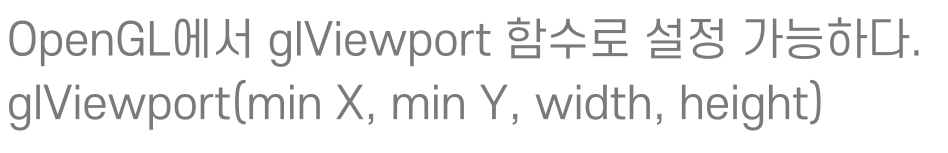 OpenGL에서 glViewport 함수로 설정 가능하다.
glViewport(min X, min Y, width, height)